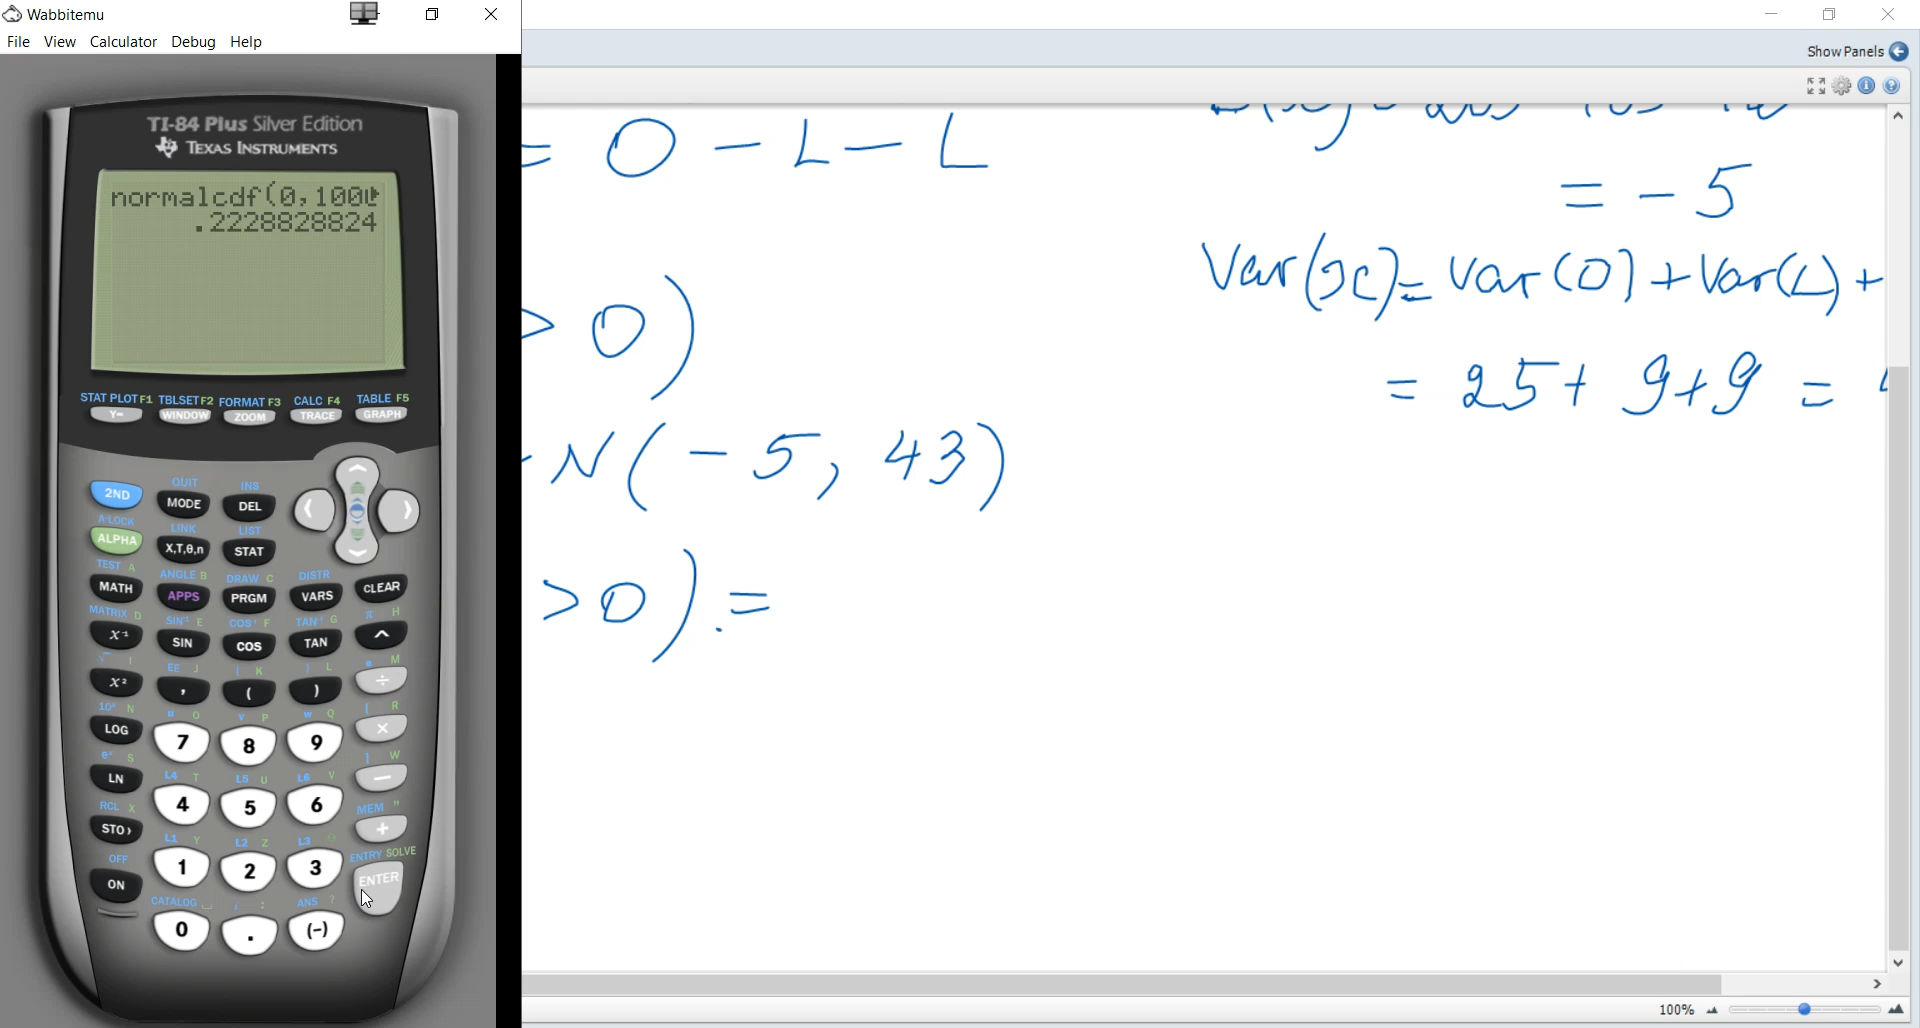 Wabbitemu
File View Calculator Debug Help
Show Panels
TI-84 Plus Silver Edition
TEXAS INSTRUMENTS
normalcdf(0,100
.2228828824
STAT PLOT F1 TBLSET F2 FORMAT F3 CALC F4 TABLE F5
Y= WINDOW ZOOM TRACE GRAPH
QUIT INS
2ND MODE DEL
A-LOCK LINK LIST
ALPHA X,T,θ,n STAT
TEST A ANGLE B DRAW C DISTR
MATH APPS PRGM VARS CLEAR
MATRIX D SIN⁻¹ E COS⁻¹ F TAN⁻¹ G π H
x⁻¹ SIN COS TAN ^
√ I EE J { K } L e M
x² , ( ) ÷
10ˣ N u O v P w Q [ R
LOG 7 8 9 ×
eˣ S L4 T L5 U L6 V ] W
LN 4 5 6 −
RCL X L1 Y L2 Z L3 θ MEM "
STO› 1 2 3 +
OFF ENTRY SOLVE
ON ENTER
CATALOG i : ANS ?
0 . (-)
= O - L - L
= - 5
Var(x) = Var(O) + Var(L) +
> 0)
= 25 + 9 + 9 =
N(-5, 43)
> 0) =
100%